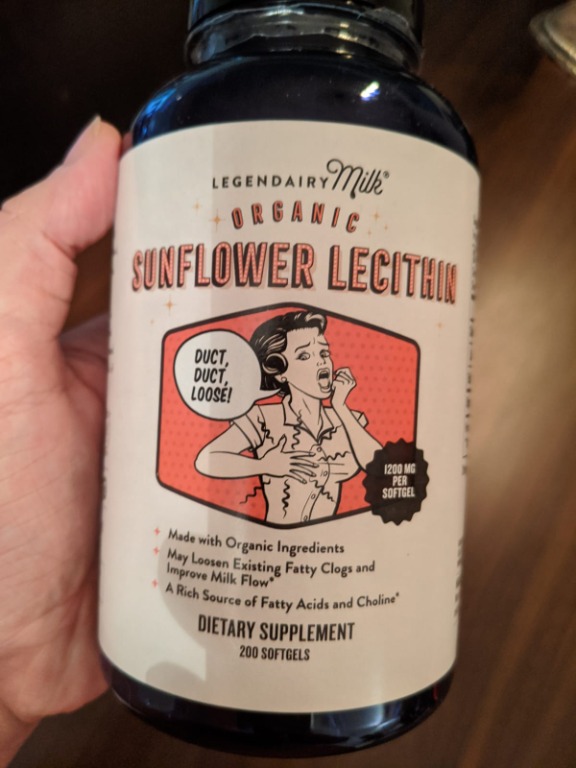 LEGENDAIRY Milk®
ORGANIC
SUNFLOWER LECITHIN
DUCT,
DUCT,
LOOSE!
1200 MG
PER
SOFTGEL
+ Made with Organic Ingredients
+ May Loosen Existing Fatty Clogs and
Improve Milk Flow*
+ A Rich Source of Fatty Acids and Choline*
DIETARY SUPPLEMENT
200 SOFTGELS